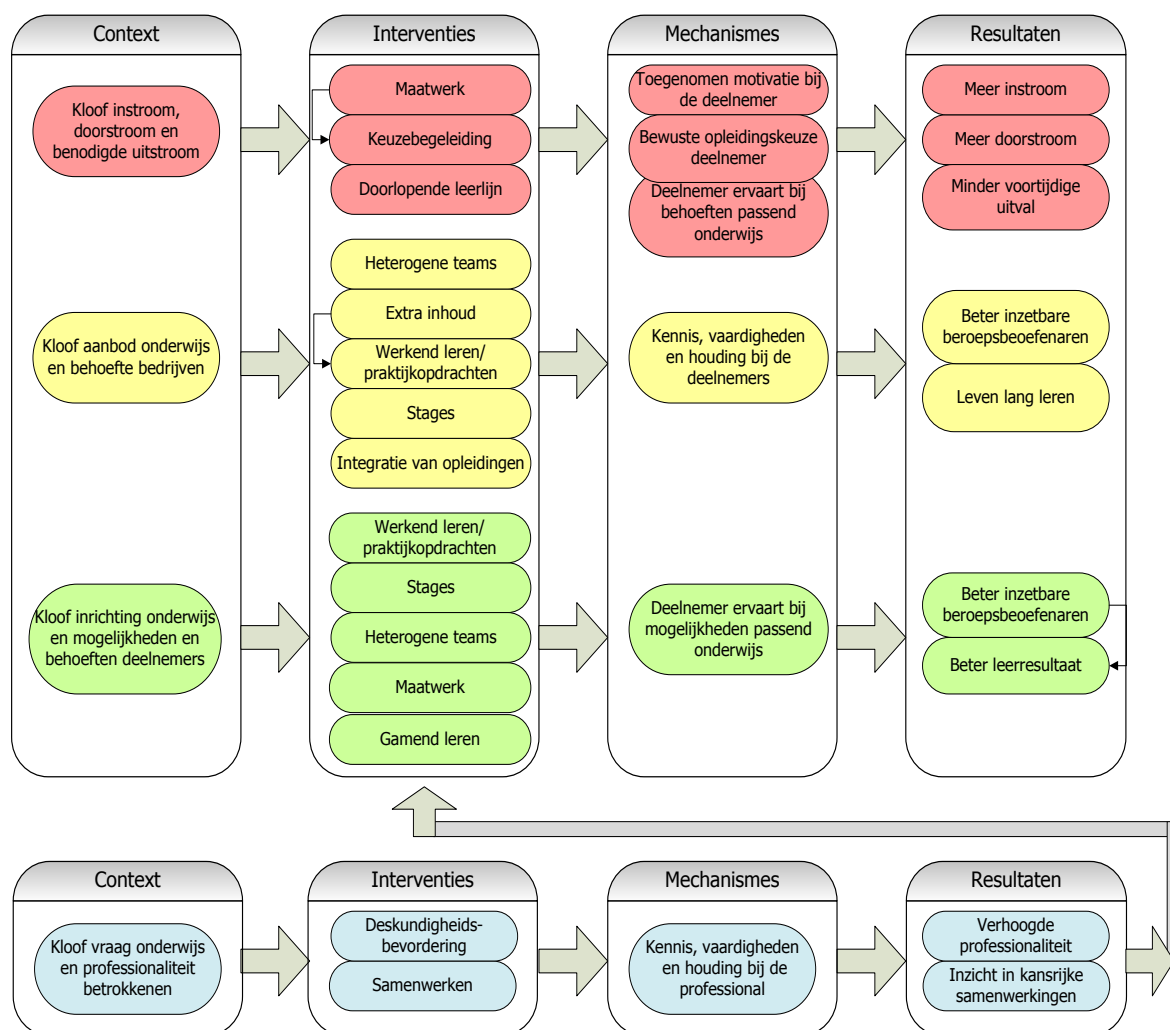 Context
Interventies
Mechanismes
Resultaten
Kloof instroom,
doorstroom en
benodigde uitstroom
Maatwerk
Keuzebegeleiding
Doorlopende leerlijn
Toegenomen motivatie bij
de deelnemer
Bewuste opleidingskeuze
deelnemer
Deelnemer ervaart bij
behoeften passend
onderwijs
Meer instroom
Meer doorstroom
Minder voortijdige
uitval
Kloof aanbod onderwijs
en behoefte bedrijven
Heterogene teams
Extra inhoud
Werkend leren/
praktijkopdrachten
Stages
Integratie van opleidingen
Kennis, vaardigheden
en houding bij de
deelnemers
Beter inzetbare
beroepsbeoefenaren
Leven lang leren
Kloof inrichting onderwijs
en mogelijkheden en
behoeften deelnemers
Werkend leren/
praktijkopdrachten
Stages
Heterogene teams
Maatwerk
Gamend leren
Deelnemer ervaart bij
mogelijkheden passend
onderwijs
Beter inzetbare
beroepsbeoefenaren
Beter leerresultaat
Context
Interventies
Mechanismes
Resultaten
Kloof vraag onderwijs
en professionaliteit
betrokkenen
Deskundigheids-
bevordering
Samenwerken
Kennis, vaardigheden
en houding bij de
professional
Verhoogde
professionaliteit
Inzicht in kansrijke
samenwerkingen